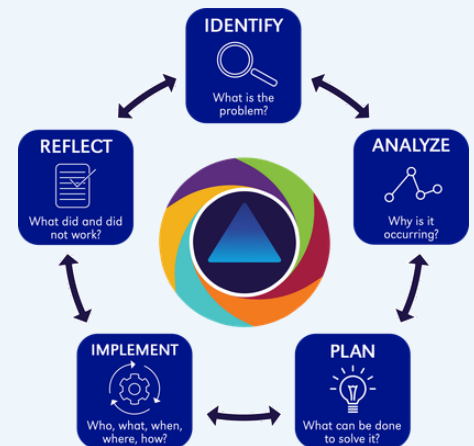 IDENTIFY
What is the
problem?
ANALYZE
Why is it
occurring?
PLAN
What can be done
to solve it?
IMPLEMENT
Who, what, when,
where, how?
REFLECT
What did and did
not work?